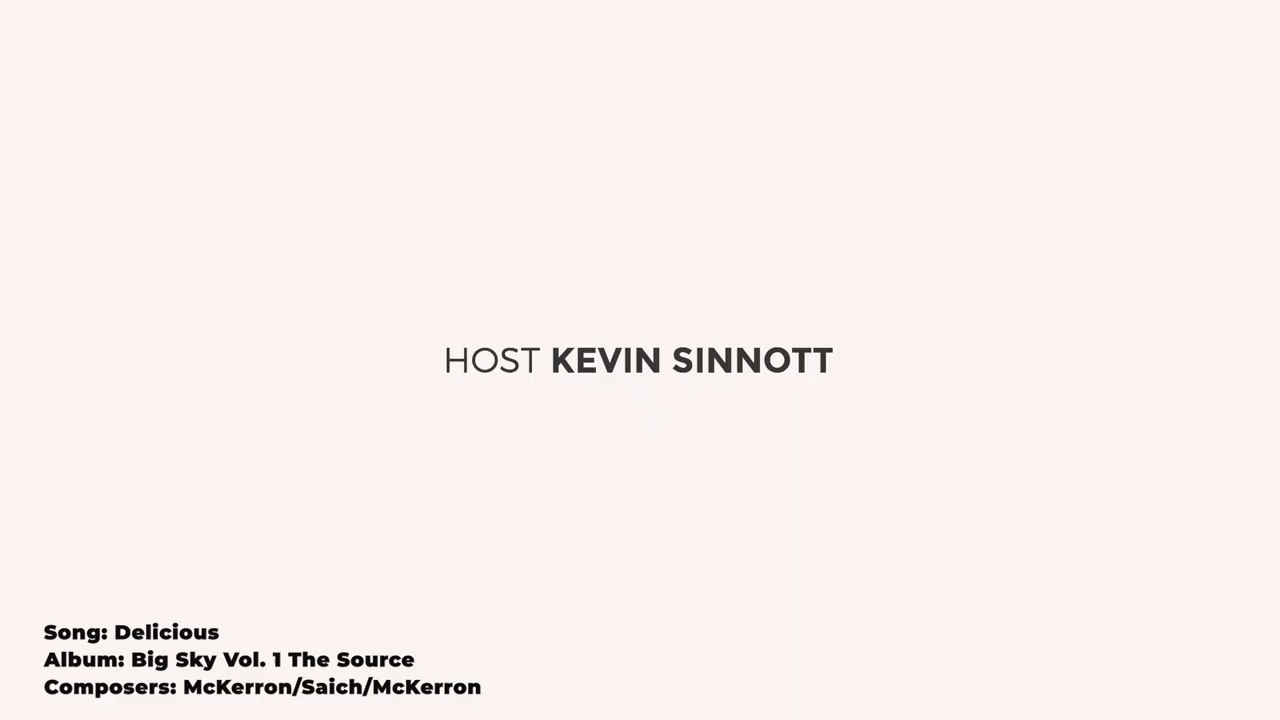 HOST KEVIN SINNOTT
Song: Delicious
Album: Big Sky Vol. 1 The Source
Composers: McKerron/Saich/McKerron